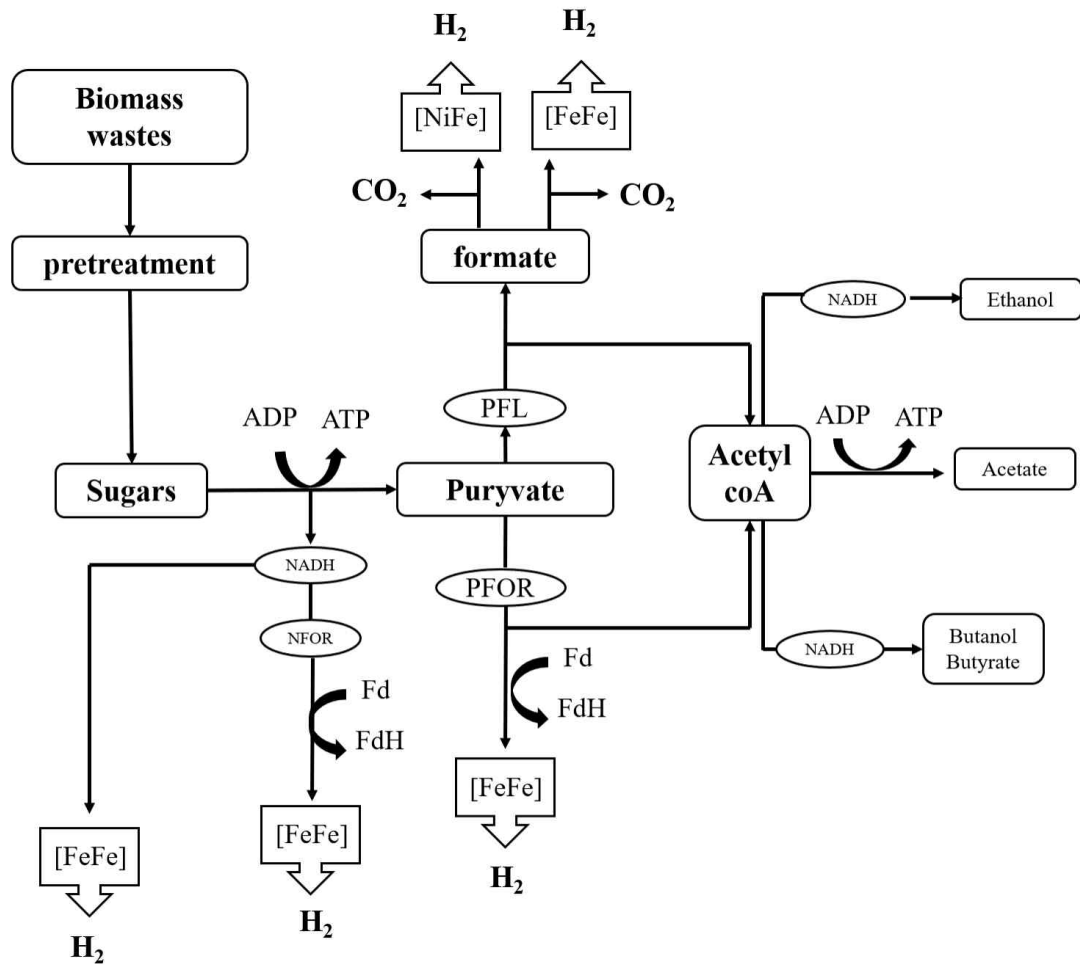 H₂
H₂
Biomass
wastes
[NiFe]
[FeFe]
CO₂
CO₂
pretreatment
formate
NADH
Ethanol
PFL
ADP
ATP
ADP
ATP
Sugars
Puryvate
Acetyl
coA
Acetate
NADH
PFOR
NFOR
NADH
Butanol
Butyrate
Fd
FdH
Fd
FdH
[FeFe]
[FeFe]
[FeFe]
H₂
H₂
H₂